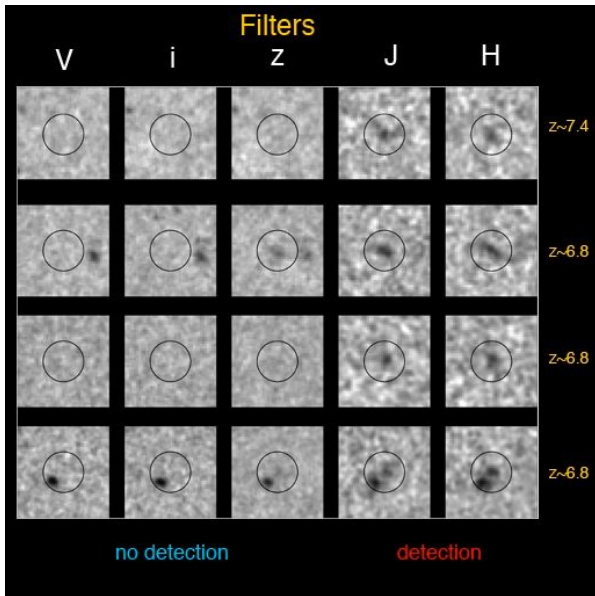 Filters
V i z J H
z~7.4
z~6.8
z~6.8
z~6.8
no detection detection